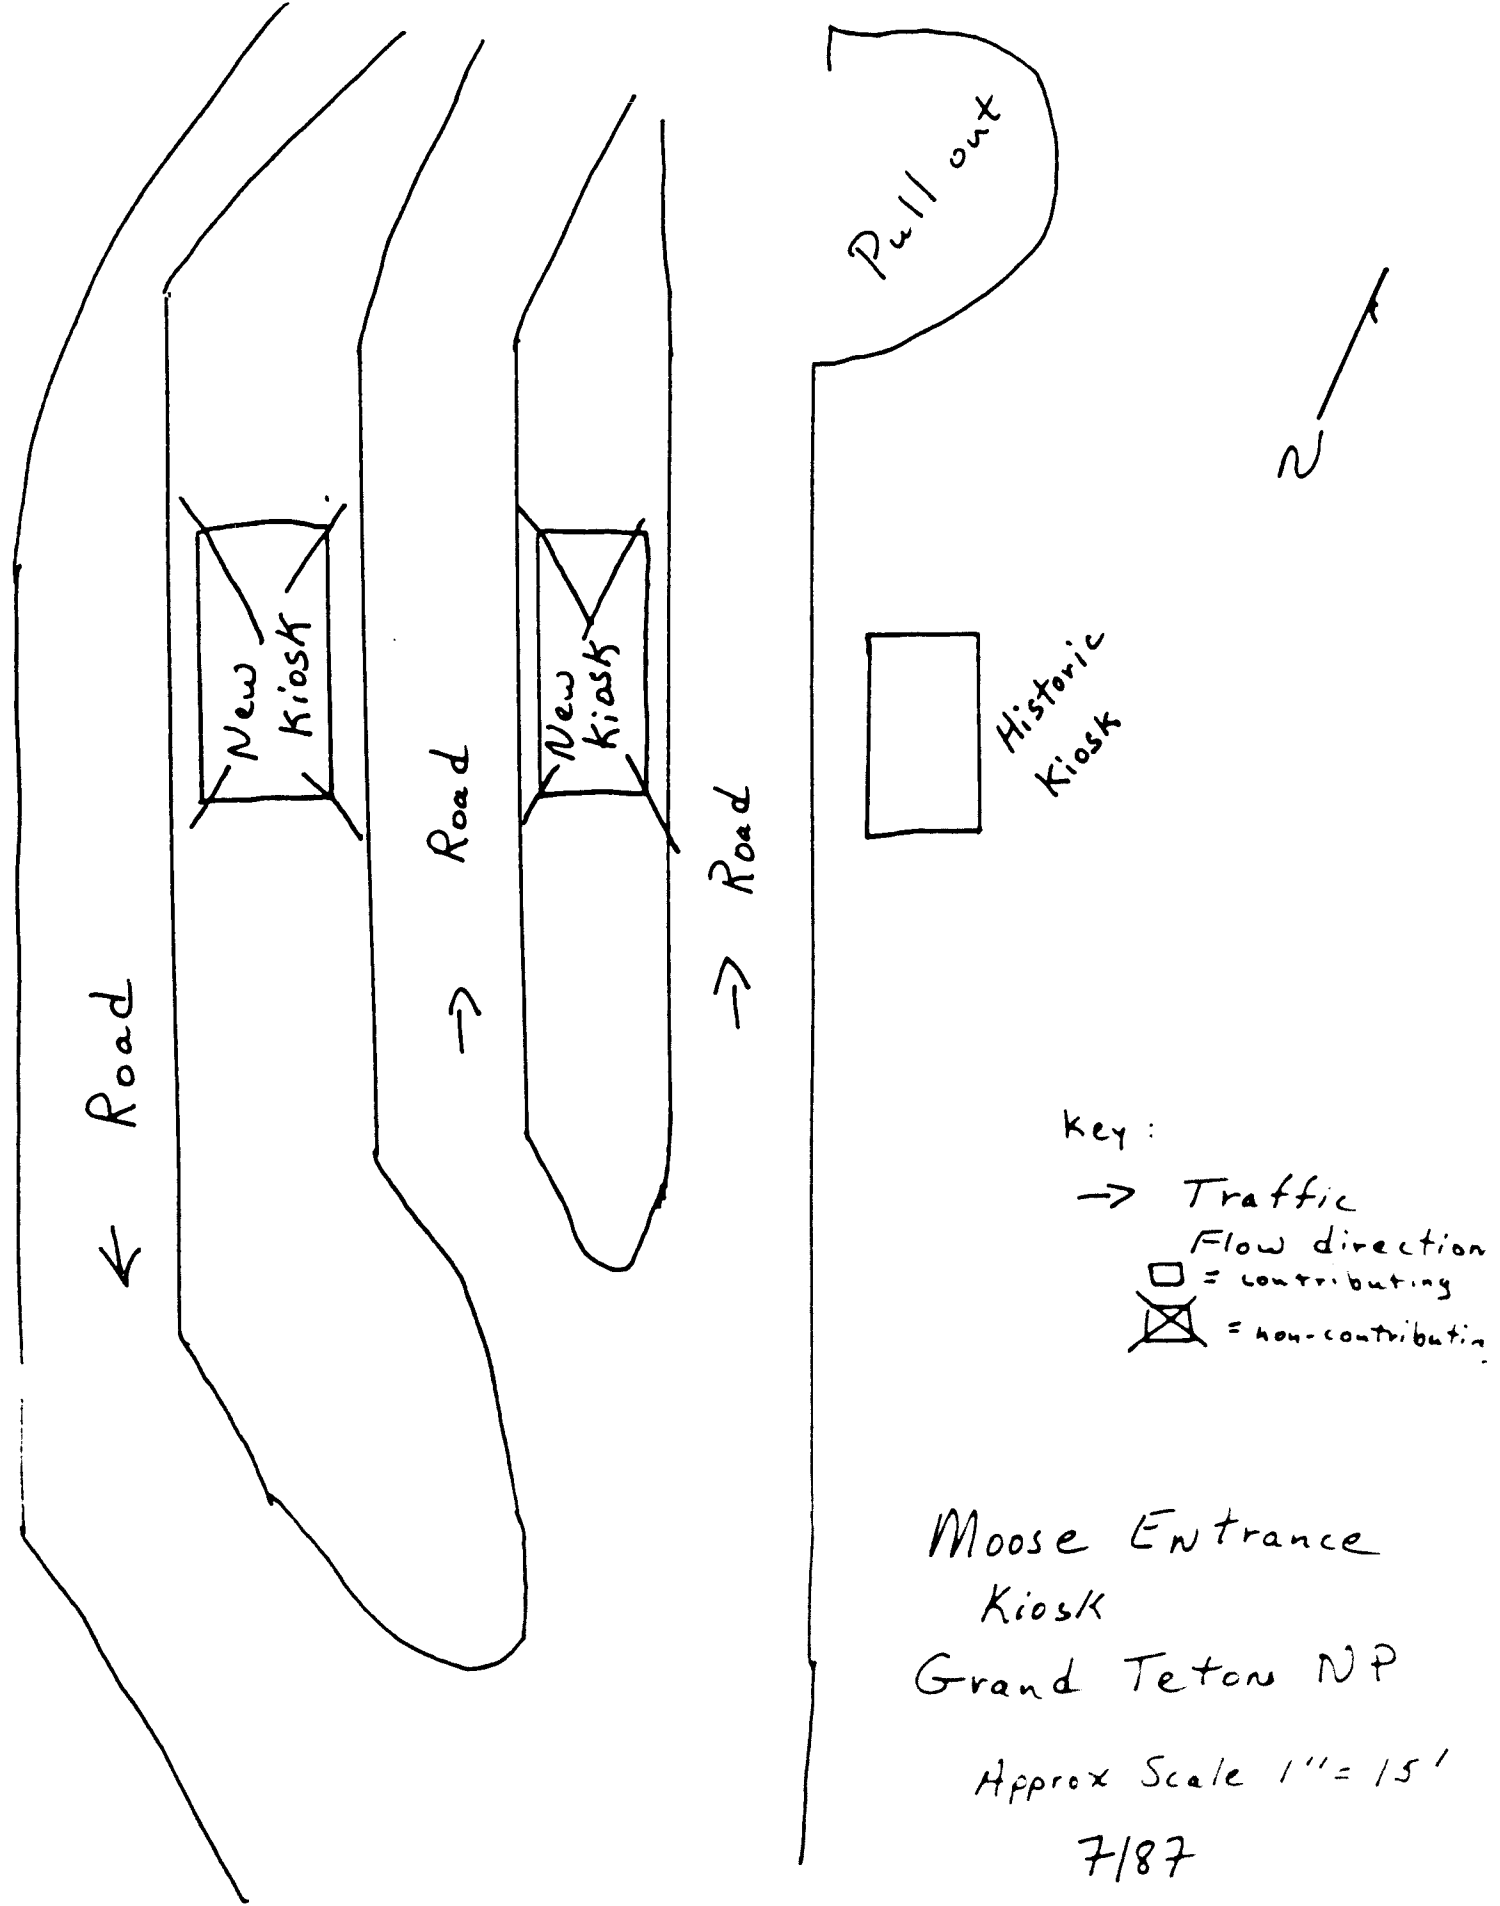 Pull out
N
New
Kiosk
New
Kiosk
Historic
Kiosk
Road
Road
Road
Key:
→ Traffic
Flow direction
= contributing
= non-contributin
Moose Entrance
Kiosk
Grand Teton NP
Approx Scale 1"=15'
7/87